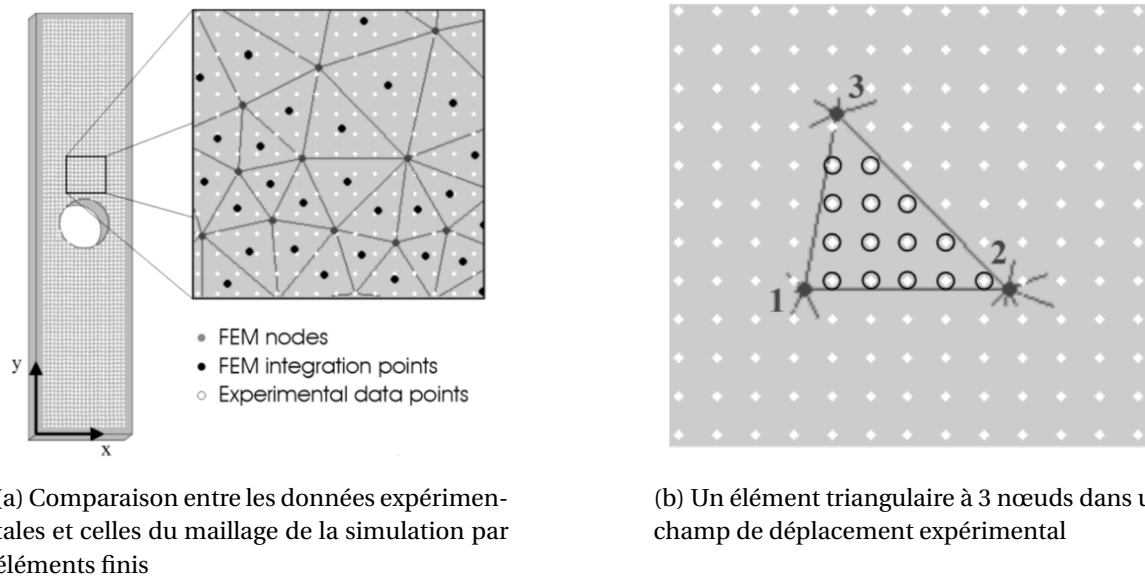 y
x
FEM nodes
FEM integration points
Experimental data points
3
2
1
(a) Comparaison entre les données expérimen-
tales et celles du maillage de la simulation par
éléments finis
(b) Un élément triangulaire à 3 nœuds dans
champ de déplacement expérimental